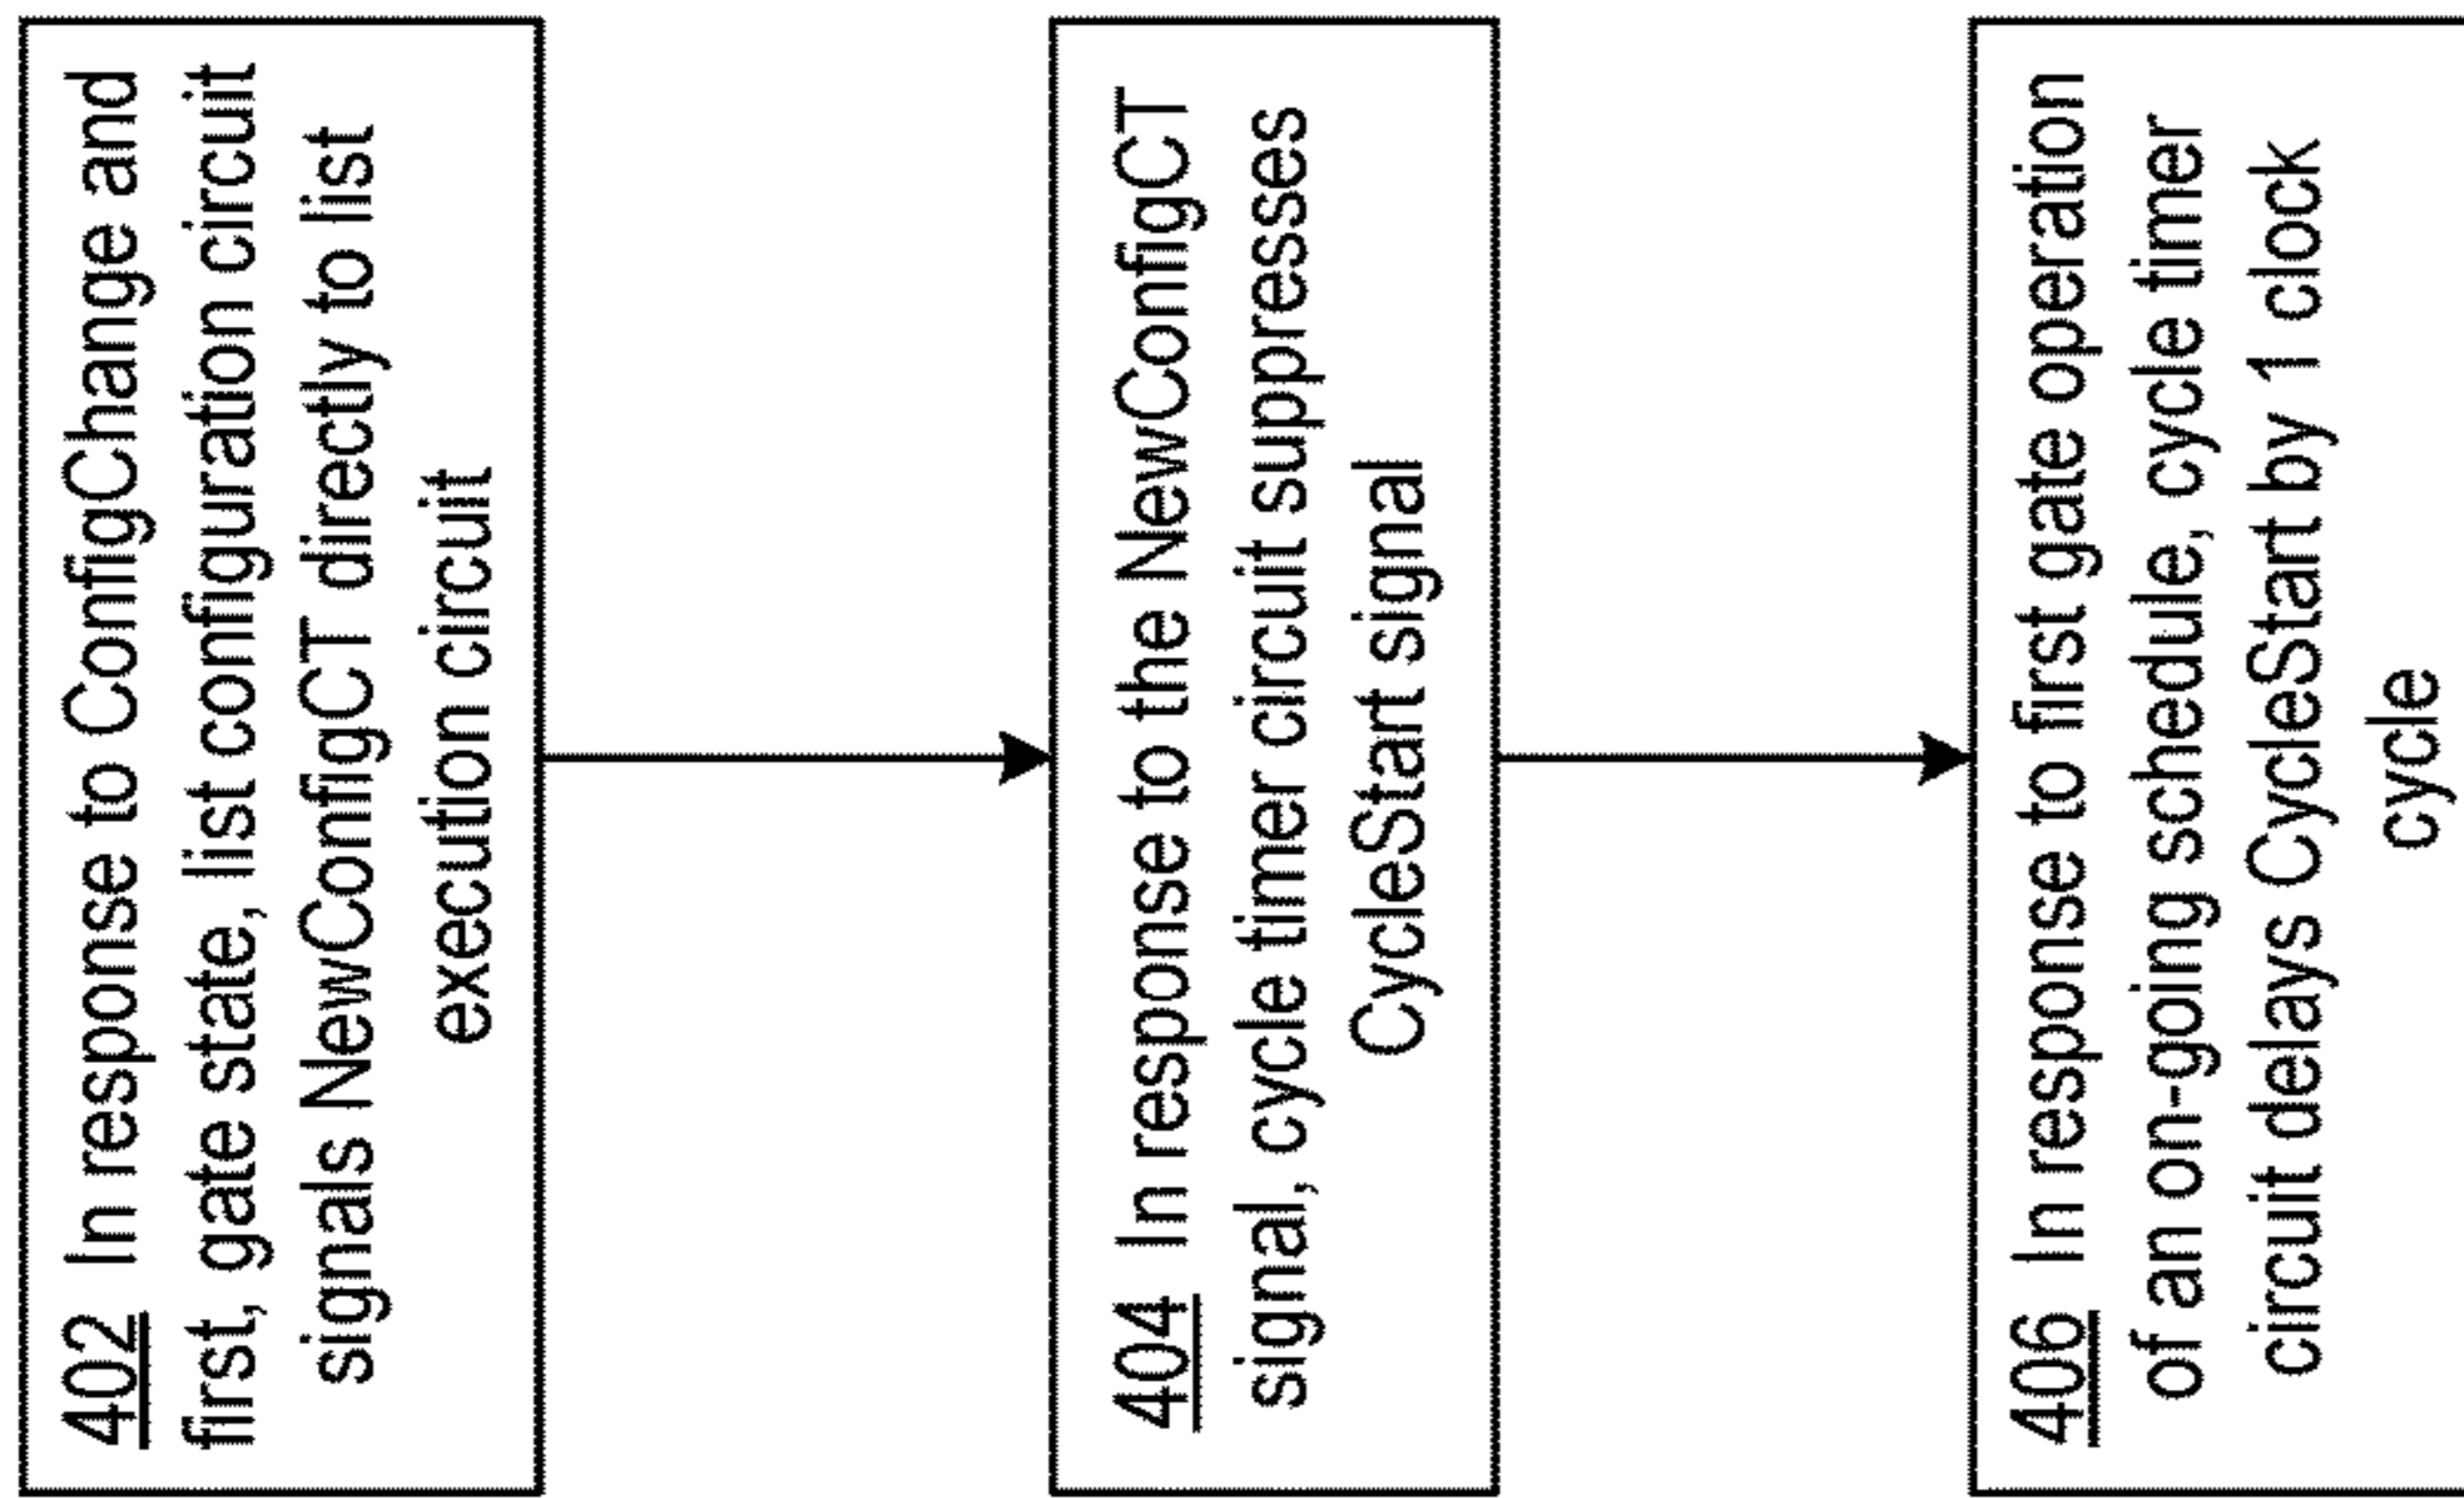 402 In response to ConfigChange and
first, gate state, list configuration circuit
signals NewConfigCT directly to list
execution circuit
404 In response to the NewConfigCT
signal, cycle timer circuit suppresses
CycleStart signal
406 In response to first gate operation
of an on-going schedule, cycle timer
circuit delays CycleStart by 1 clock
cycle